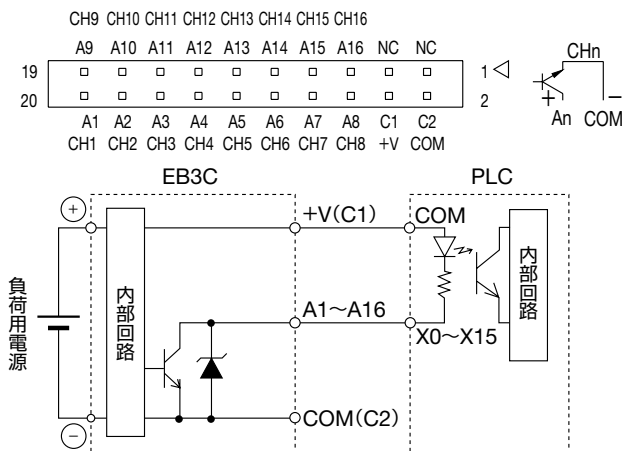 CH9 CH10 CH11 CH12 CH13 CH14 CH15 CH16
A9 A10 A11 A12 A13 A14 A15 A16 NC NC
19 1
20 2
A1 A2 A3 A4 A5 A6 A7 A8 C1 C2
CH1 CH2 CH3 CH4 CH5 CH6 CH7 CH8 +V COM
CHn
+ −
An COM
EB3C PLC
+ +V(C1) COM
負荷用電源
内部回路
内部回路
A1～A16 X0～X15
− COM(C2)